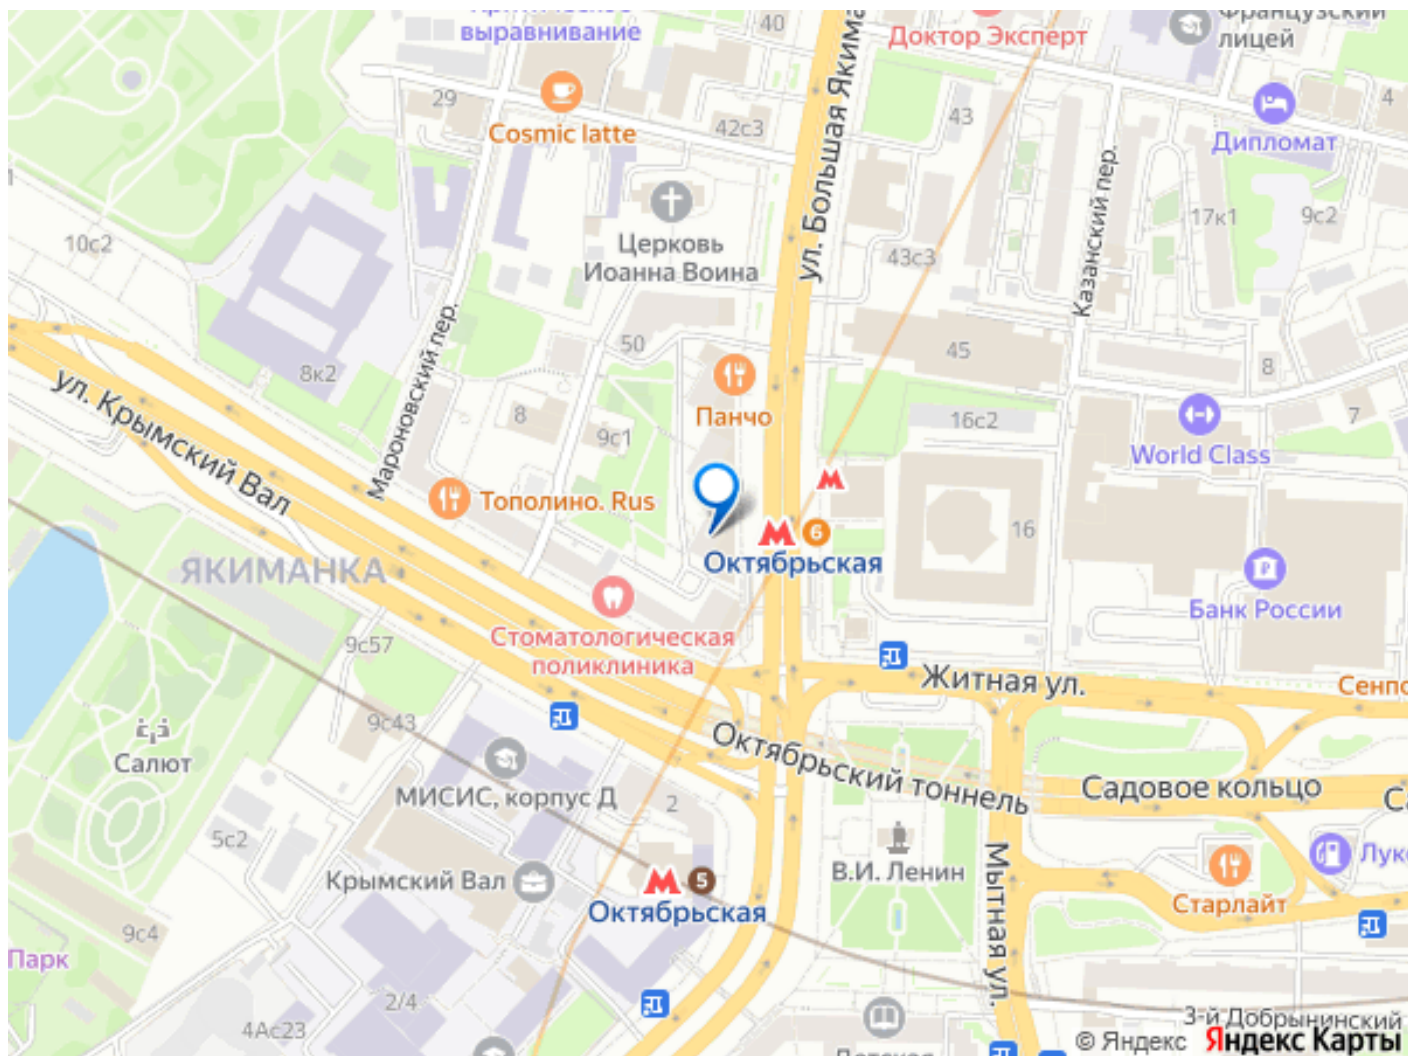 выравнивание
40
Доктор Эксперт
Французский
лицей
29
Cosmic latte
42с3
ул. Большая Якима
43
Дипломат
4
Казанский пер.
17к1
9с2
10с2
Церковь
Иоанна Воина
43с3
Мароновский пер.
8к2
50
45
8
ул. Крымский Вал
8
9с1
Панчо
16с2
World Class
7
Тополино. Rus
16
6
Октябрьская
ЯКИМАНКА
Банк России
Стоматологическая
поликлиника
9с57
Житная ул.
9с43
Салют
Октябрьский тоннель
Садовое кольцо
МИСИС, корпус Д
2
5с2
Крымский Вал
5
Октябрьская
В.И. Ленин
Мытная ул.
Старлайт
9с4
Парк
2/4
4Ас23
3-й Добрынинский
© Яндекс Яндекс Карты